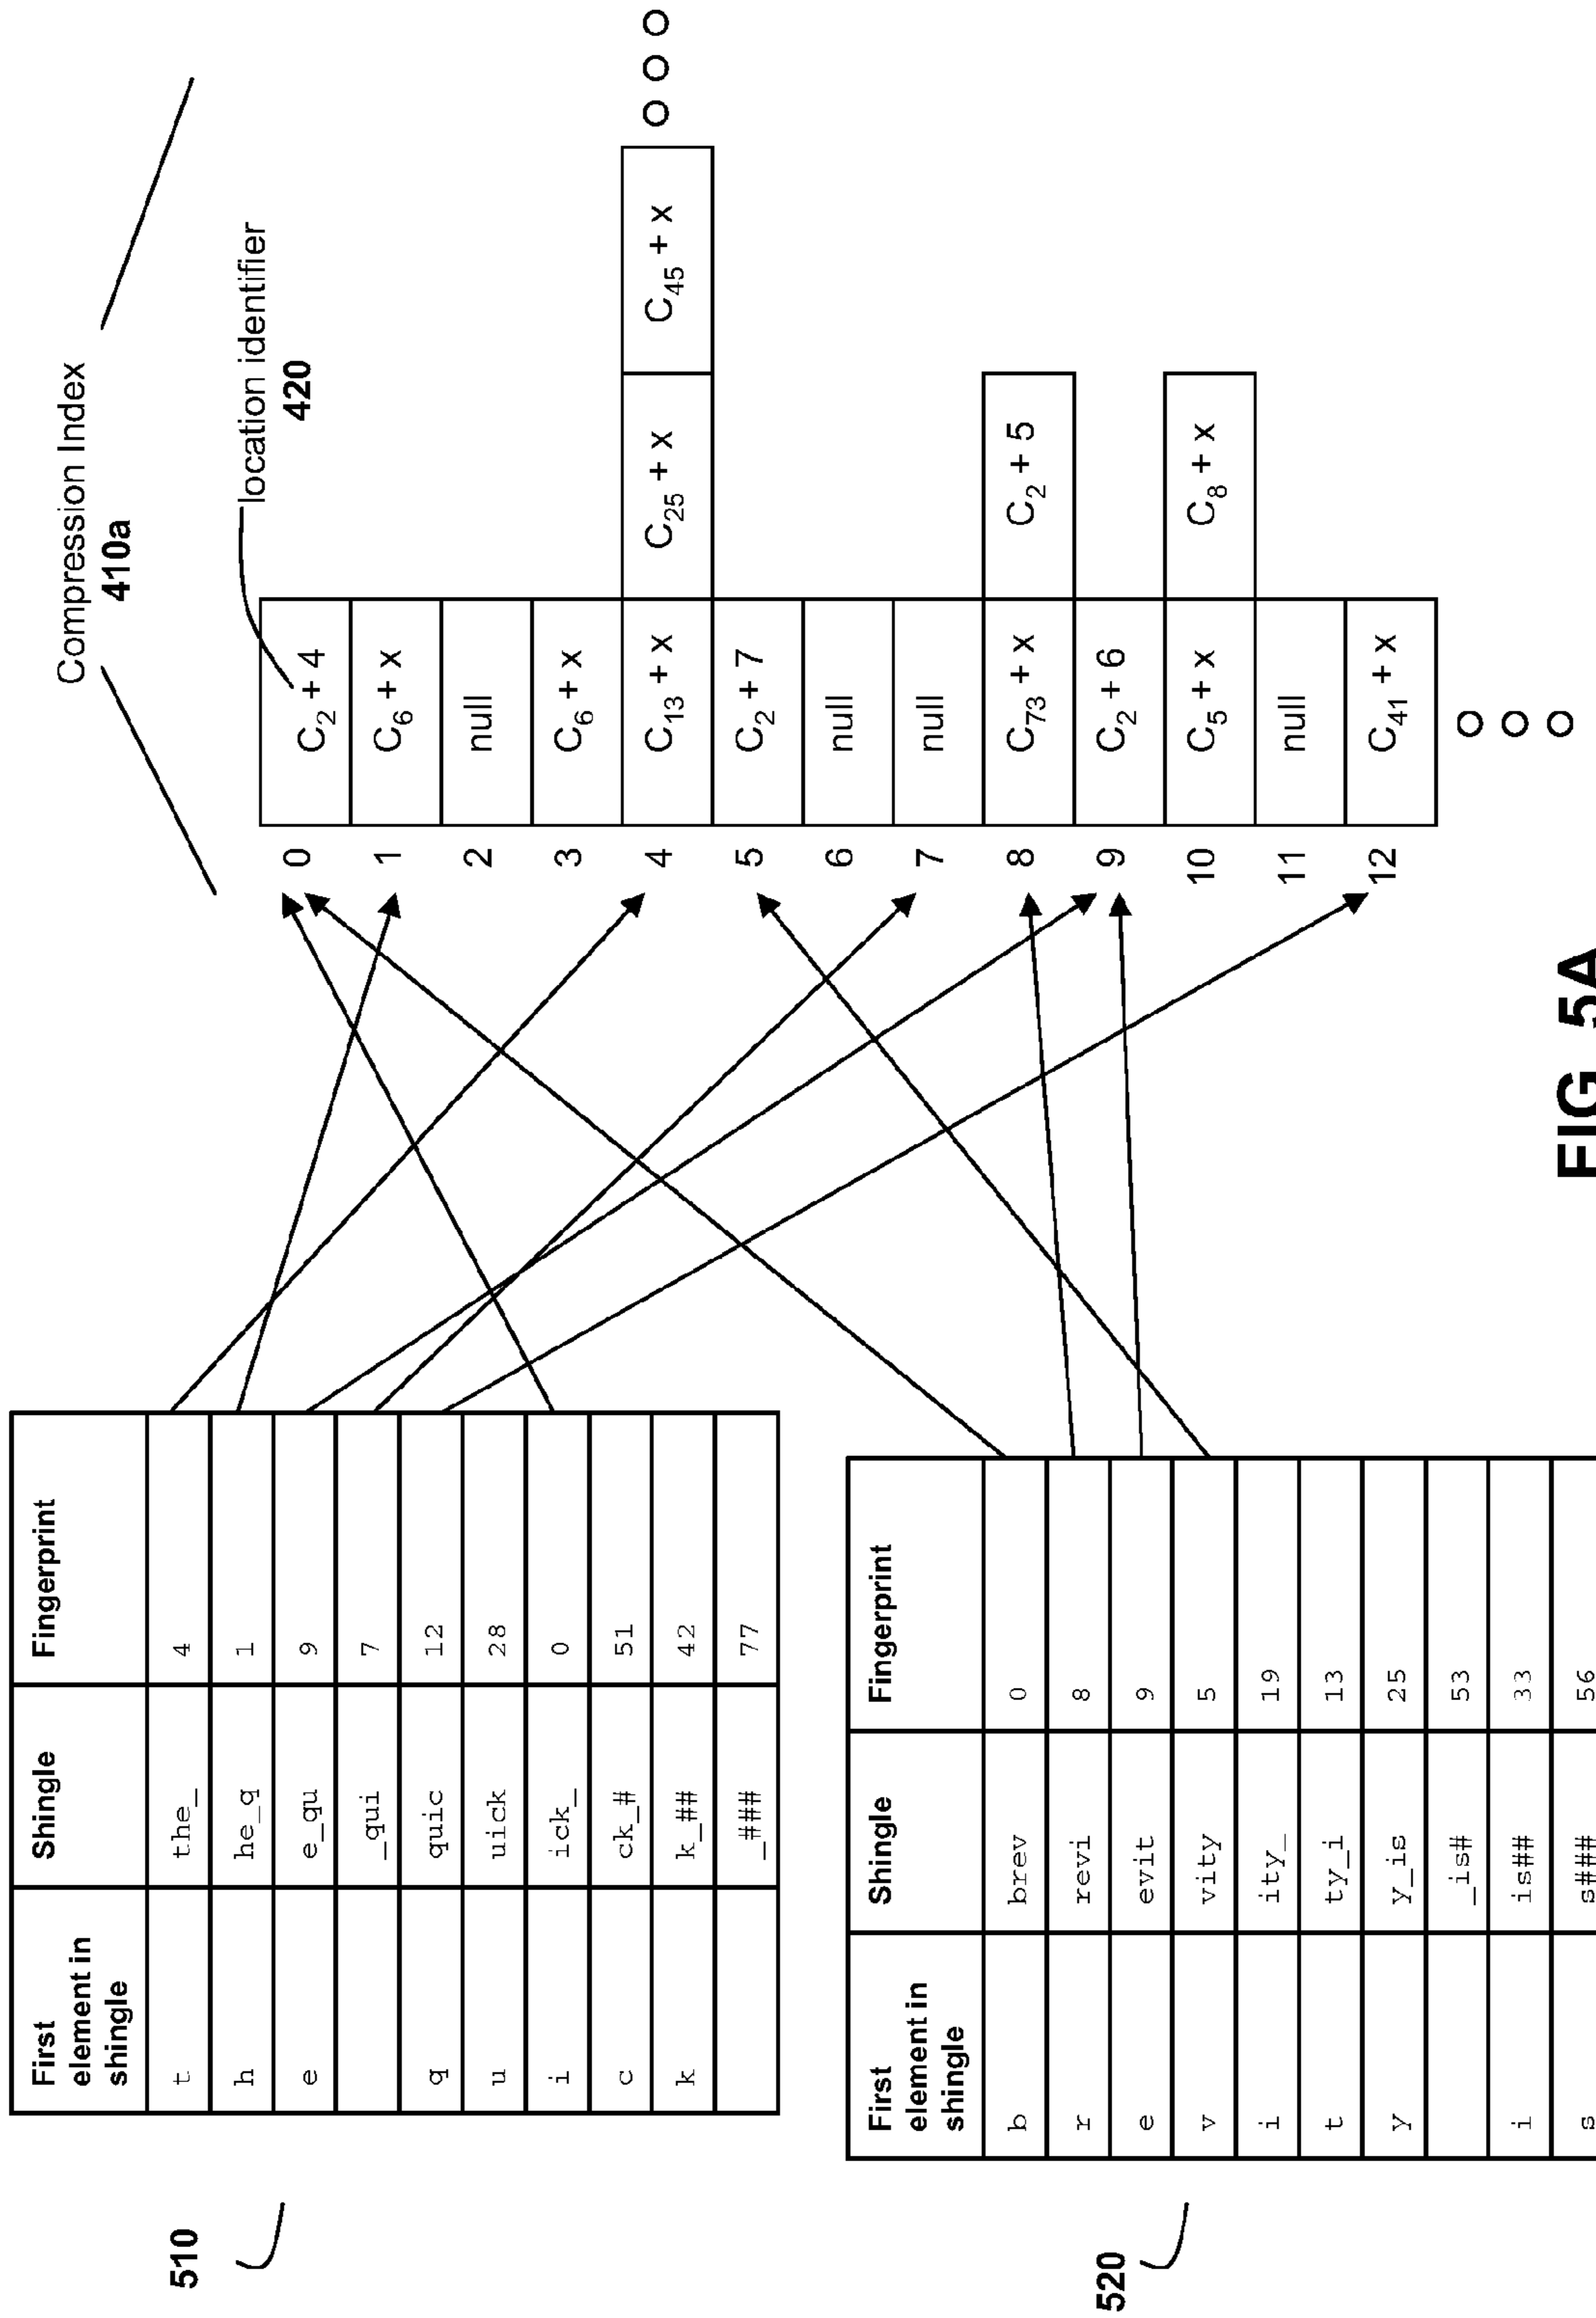 Compression Index
410a
location identifier
420
510
First element in shingle Shingle Fingerprint
t the_ 4
h he_q 1
e e_qu 9
_qui 7
q quic 12
u uick 28
i ick_ 0
c ck_# 51
k k_## 42
_### 77
520
First element in shingle Shingle Fingerprint
b brev 0
r revi 8
e evit 9
v vity 5
i ity_ 19
t ty_i 13
y y_is 25
_is# 53
i is## 33
s s### 56
0 C2 + 4
1 C6 + x
2 null
3 C6 + x
4 C13 + x C25 + x C45 + x
5 C2 + 7
6 null
7 null
8 C73 + x C2 + 5
9 C2 + 6
10 C5 + x C8 + x
11 null
12 C41 + x
FIG. 5A